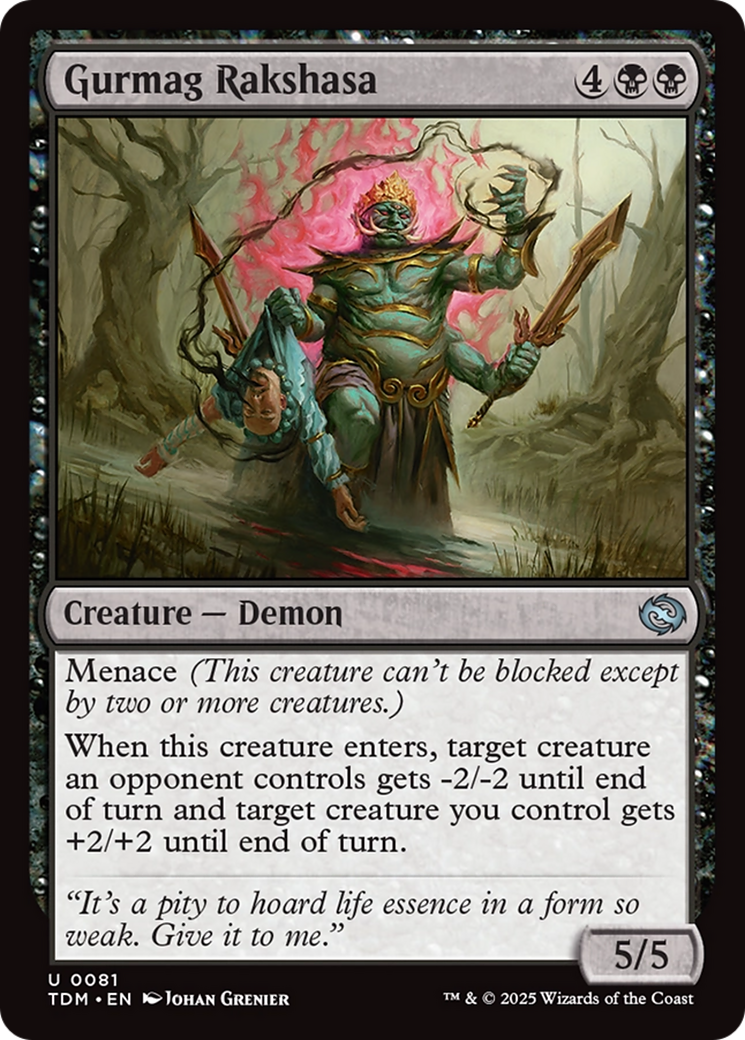 Gurmag Rakshasa 4
Creature — Demon
Menace (This creature can't be blocked except
by two or more creatures.)
When this creature enters, target creature
an opponent controls gets -2/-2 until end
of turn and target creature you control gets
+2/+2 until end of turn.
“It's a pity to hoard life essence in a form so
weak. Give it to me.”
5/5
U 0081
TDM • EN Johan Grenier
™ & © 2025 Wizards of the Coast